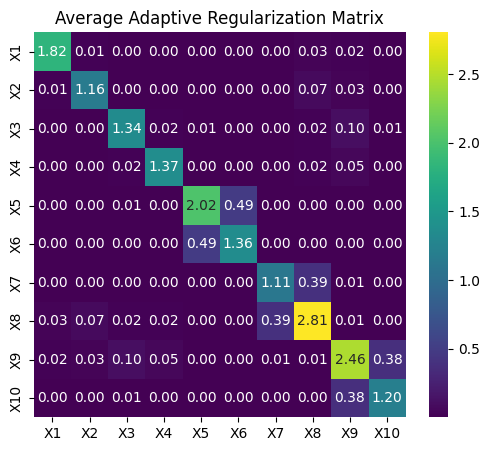 Average Adaptive Regularization Matrix
X1 1.82 0.01 0.00 0.00 0.00 0.00 0.00 0.03 0.02 0.00
X2 0.01 1.16 0.00 0.00 0.00 0.00 0.00 0.07 0.03 0.00
X3 0.00 0.00 1.34 0.02 0.01 0.00 0.00 0.02 0.10 0.01
X4 0.00 0.00 0.02 1.37 0.00 0.00 0.00 0.02 0.05 0.00
X5 0.00 0.00 0.01 0.00 2.02 0.49 0.00 0.00 0.00 0.00
X6 0.00 0.00 0.00 0.00 0.49 1.36 0.00 0.00 0.00 0.00
X7 0.00 0.00 0.00 0.00 0.00 0.00 1.11 0.39 0.01 0.00
X8 0.03 0.07 0.02 0.02 0.00 0.00 0.39 2.81 0.01 0.00
X9 0.02 0.03 0.10 0.05 0.00 0.00 0.01 0.01 2.46 0.38
X10 0.00 0.00 0.01 0.00 0.00 0.00 0.00 0.00 0.38 1.20
X1 X2 X3 X4 X5 X6 X7 X8 X9 X10
2.5
2.0
1.5
1.0
0.5